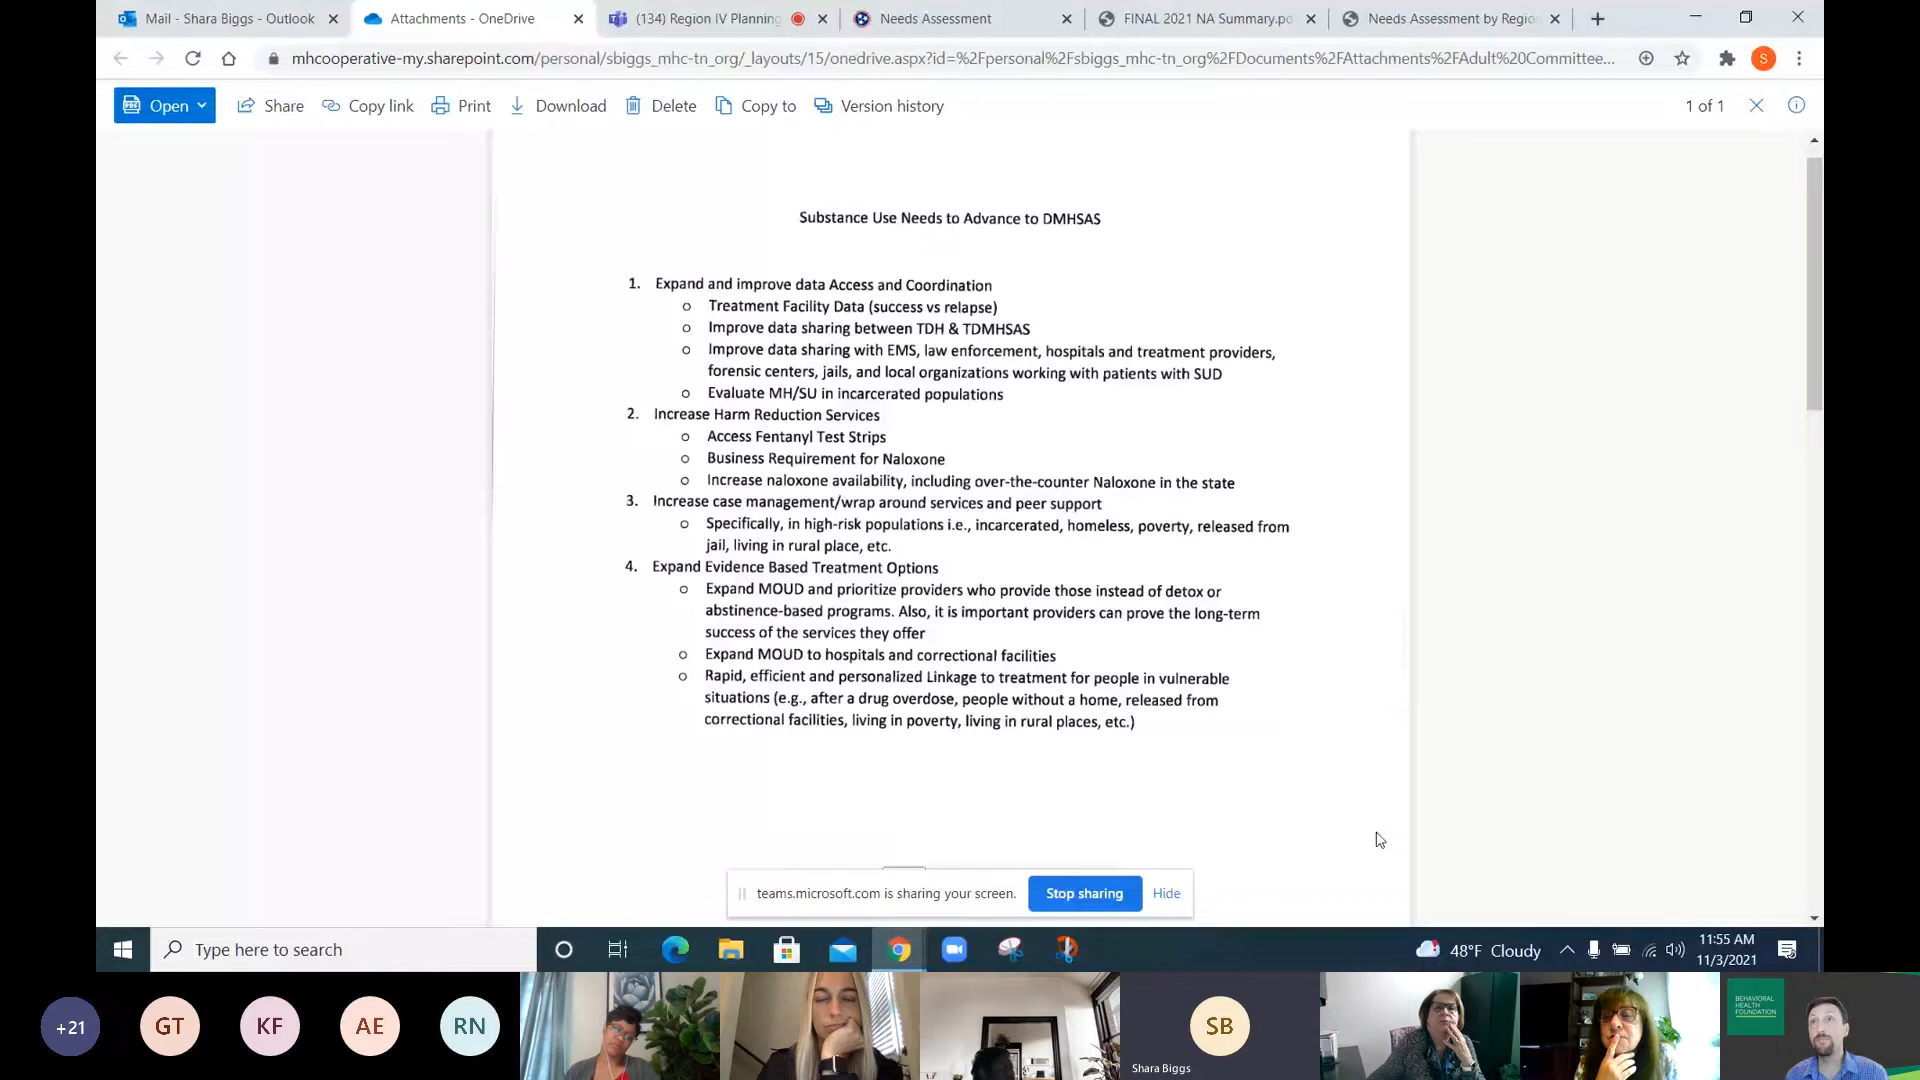 Mail - Shara Biggs - Outlook
Attachments - OneDrive
(134) Region IV Planning
Needs Assessment
FINAL 2021 NA Summary.pd
Needs Assessment by Regio
mhcooperative-my.sharepoint.com/personal/sbiggs_mhc-tn_org/_layouts/15/onedrive.aspx?id=%2Fpersonal%2Fsbiggs_mhc-tn_org%2FDocuments%2FAttachments%2FAdult%20Committee...
S
Open
Share
Copy link
Print
Download
Delete
Copy to
Version history
1 of 1
Substance Use Needs to Advance to DMHSAS
1. Expand and improve data Access and Coordination
o Treatment Facility Data (success vs relapse)
o Improve data sharing between TDH & TDMHSAS
o Improve data sharing with EMS, law enforcement, hospitals and treatment providers,
forensic centers, jails, and local organizations working with patients with SUD
o Evaluate MH/SU in incarcerated populations
2. Increase Harm Reduction Services
o Access Fentanyl Test Strips
o Business Requirement for Naloxone
o Increase naloxone availability, including over-the-counter Naloxone in the state
3. Increase case management/wrap around services and peer support
o Specifically, in high-risk populations i.e., incarcerated, homeless, poverty, released from
jail, living in rural place, etc.
4. Expand Evidence Based Treatment Options
o Expand MOUD and prioritize providers who provide those instead of detox or
abstinence-based programs. Also, it is important providers can prove the long-term
success of the services they offer
o Expand MOUD to hospitals and correctional facilities
o Rapid, efficient and personalized Linkage to treatment for people in vulnerable
situations (e.g., after a drug overdose, people without a home, released from
correctional facilities, living in poverty, living in rural places, etc.)
teams.microsoft.com is sharing your screen.
Stop sharing
Hide
Type here to search
48°F Cloudy
11:55 AM
11/3/2021
+21
GT
KF
AE
RN
SB
Shara Biggs
BEHAVIORAL
HEALTH
FOUNDATION